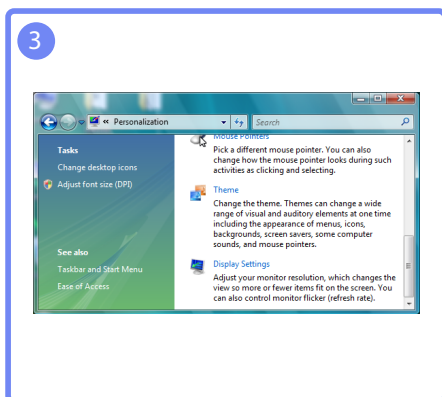 3
« Personalization
Search
Tasks
Change desktop icons
Adjust font size (DPI)
See also
Taskbar and Start Menu
Ease of Access
Mouse Pointers
Pick a different mouse pointer. You can also
change how the mouse pointer looks during such
activities as clicking and selecting.
Theme
Change the theme. Themes can change a wide
range of visual and auditory elements at one time
including the appearance of menus, icons,
backgrounds, screen savers, some computer
sounds, and mouse pointers.
Display Settings
Adjust your monitor resolution, which changes the
view so more or fewer items fit on the screen. You
can also control monitor flicker (refresh rate).